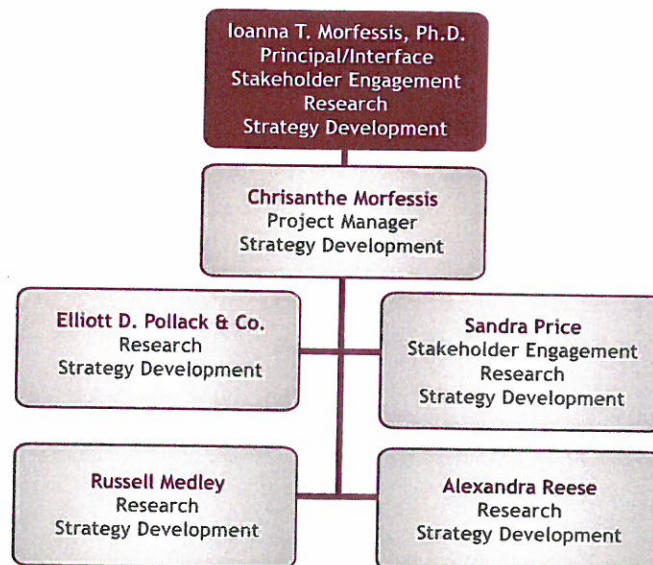 Ioanna T. Morfessis, Ph.D.
Principal/Interface
Stakeholder Engagement
Research
Strategy Development
Chrisanthe Morfessis
Project Manager
Strategy Development
Elliott D. Pollack & Co.
Research
Strategy Development
Sandra Price
Stakeholder Engagement
Research
Strategy Development
Russell Medley
Research
Strategy Development
Alexandra Reese
Research
Strategy Development